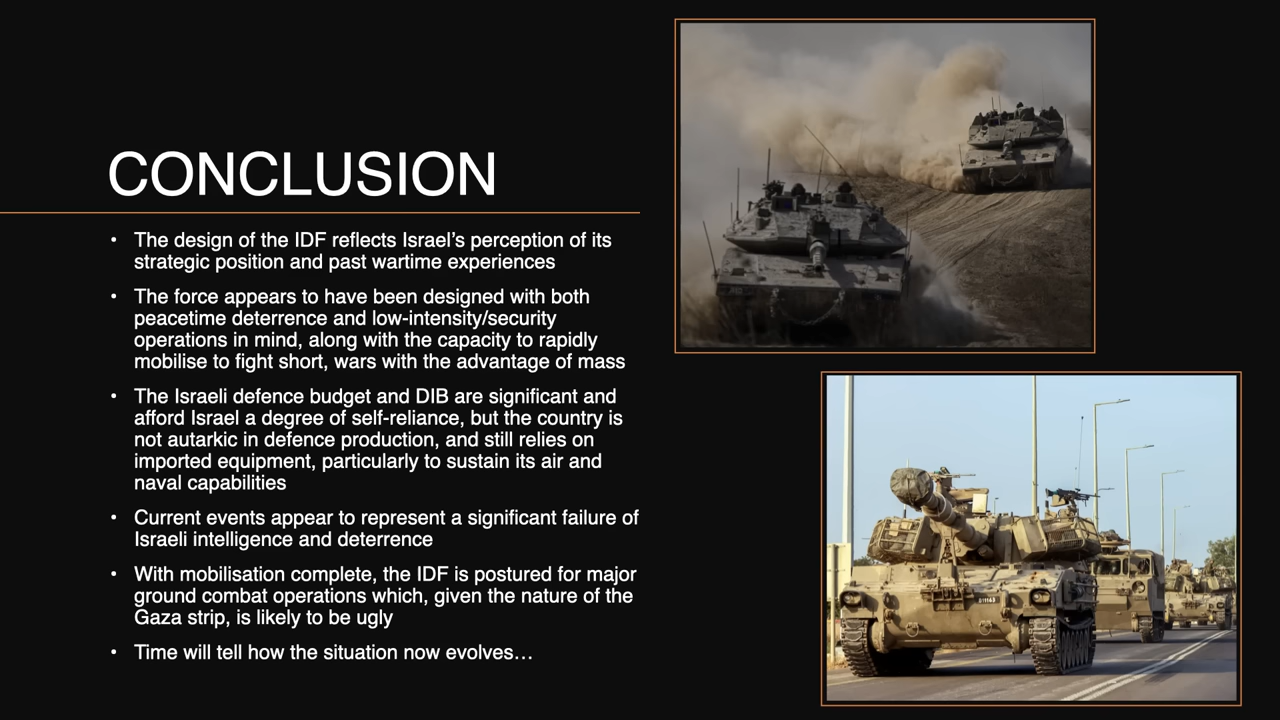 CONCLUSION
• The design of the IDF reflects Israel’s perception of its
strategic position and past wartime experiences
• The force appears to have been designed with both
peacetime deterrence and low-intensity/security
operations in mind, along with the capacity to rapidly
mobilise to fight short, wars with the advantage of mass
• The Israeli defence budget and DIB are significant and
afford Israel a degree of self-reliance, but the country is
not autarkic in defence production, and still relies on
imported equipment, particularly to sustain its air and
naval capabilities
• Current events appear to represent a significant failure of
Israeli intelligence and deterrence
• With mobilisation complete, the IDF is postured for major
ground combat operations which, given the nature of the
Gaza strip, is likely to be ugly
• Time will tell how the situation now evolves…